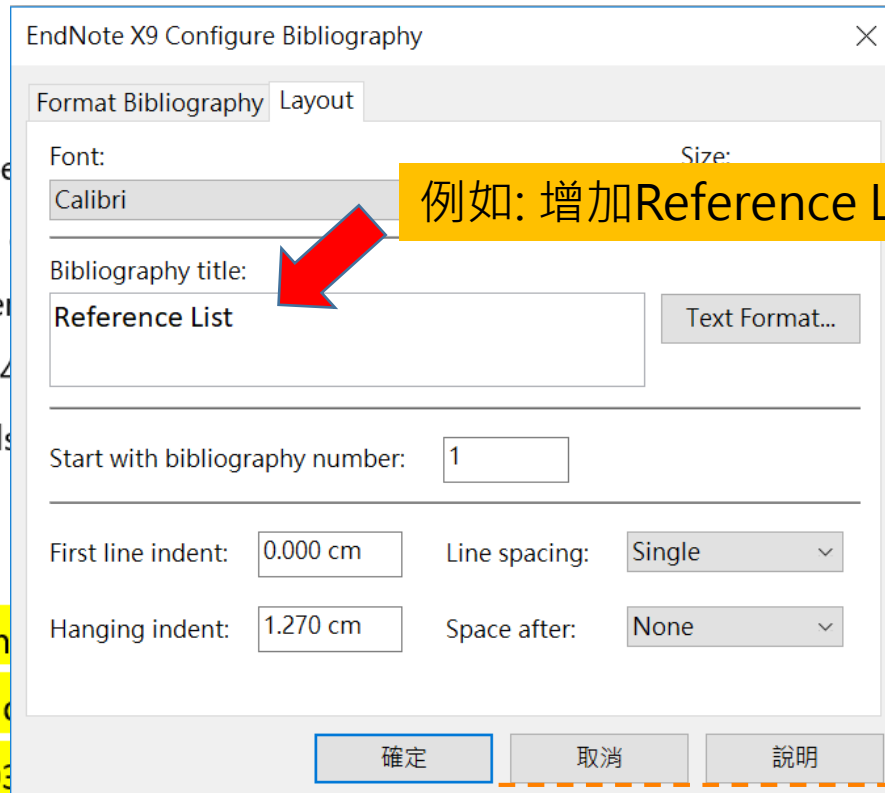 EndNote X9 Configure Bibliography
Format Bibliography Layout
Font: Size:
Calibri
例如: 增加Reference L
Bibliography title:
Reference List
Text Format...
Start with bibliography number: 1
First line indent: 0.000 cm Line spacing: Single
Hanging indent: 1.270 cm Space after: None
確定 取消 說明